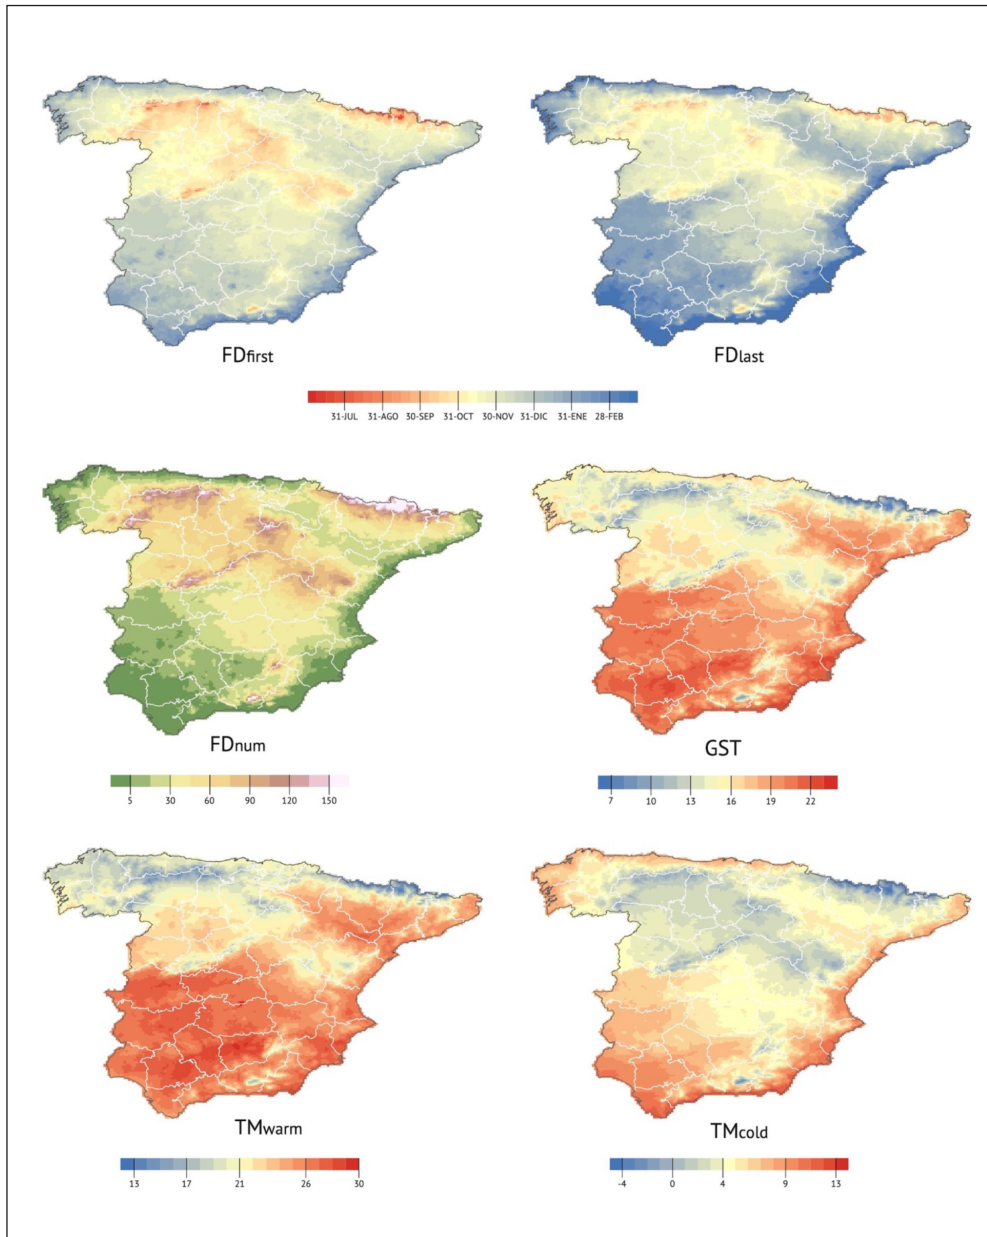 FDfirst FDlast
31-JUL 31-AGO 30-SEP 31-OCT 30-NOV 31-DIC 31-ENE 28-FEB
FDnum GST
5 30 60 90 120 150
7 10 13 16 19 22
TMwarm TMcold
13 17 21 26 30
-4 0 4 9 13